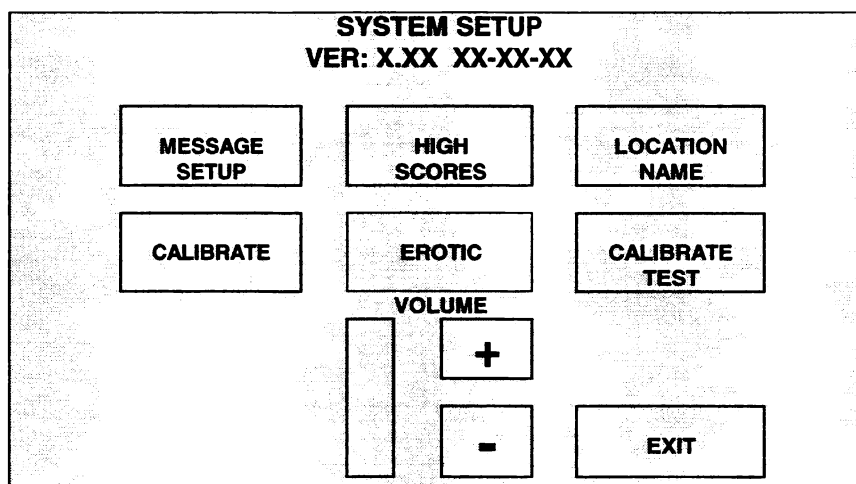 SYSTEM SETUP
VER: X.XX XX-XX-XX
MESSAGE
SETUP
HIGH
SCORES
LOCATION
NAME
CALIBRATE
EROTIC
CALIBRATE
TEST
VOLUME
+
-
EXIT